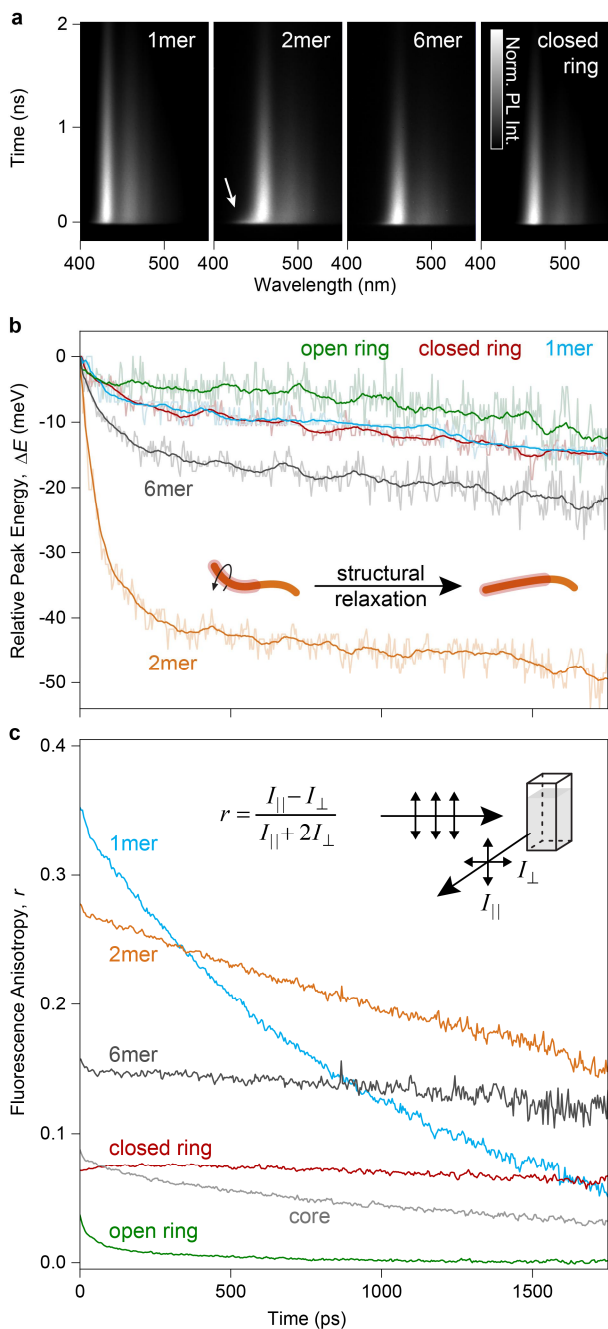 a
1mer
2mer
6mer
closed
ring
Norm. PL Int.
Time (ns)
2
1
0
400
500
400
500
400
500
400
500
Wavelength (nm)
b
open ring
closed ring
1mer
6mer
2mer
structural
relaxation
Relative Peak Energy, ΔE (meV)
0
-10
-20
-30
-40
-50
c
r = (I|| − I⊥) / (I|| + 2I⊥)
I⊥
I||
1mer
2mer
6mer
closed ring
core
open ring
Fluorescence Anisotropy, r
0.4
0.3
0.2
0.1
0.0
0
500
1000
1500
Time (ps)